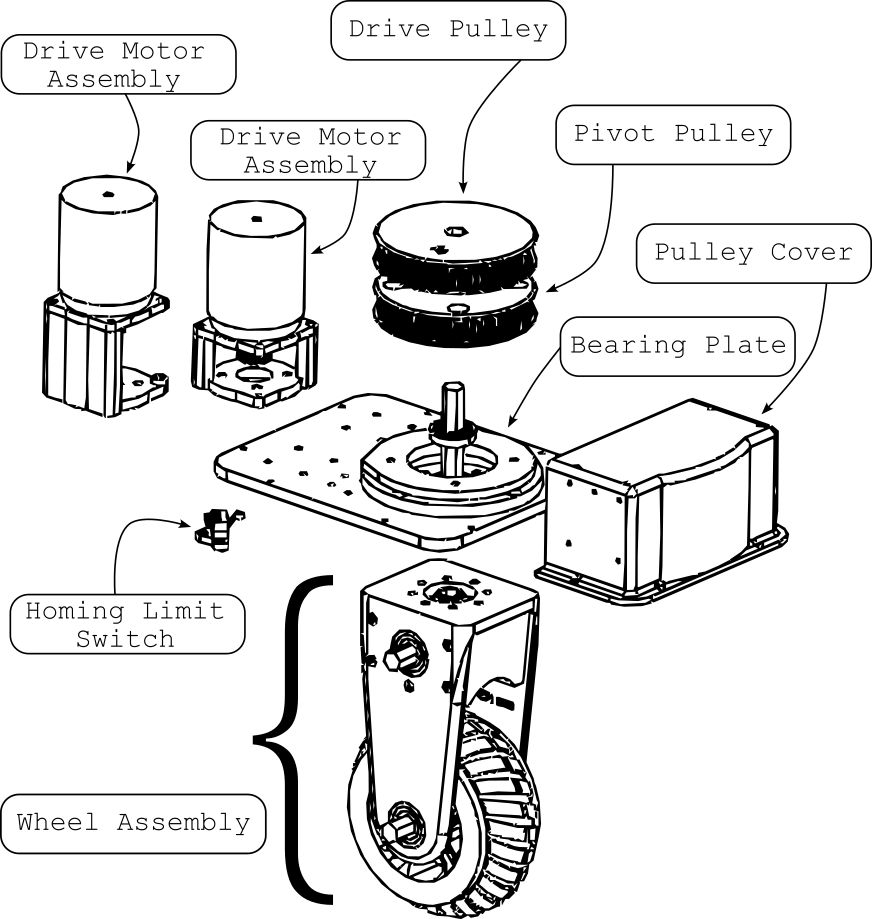 Drive Pulley
Drive Motor
Assembly
Drive Motor
Assembly
Pivot Pulley
Pulley Cover
Bearing Plate
Homing Limit
Switch
Wheel Assembly